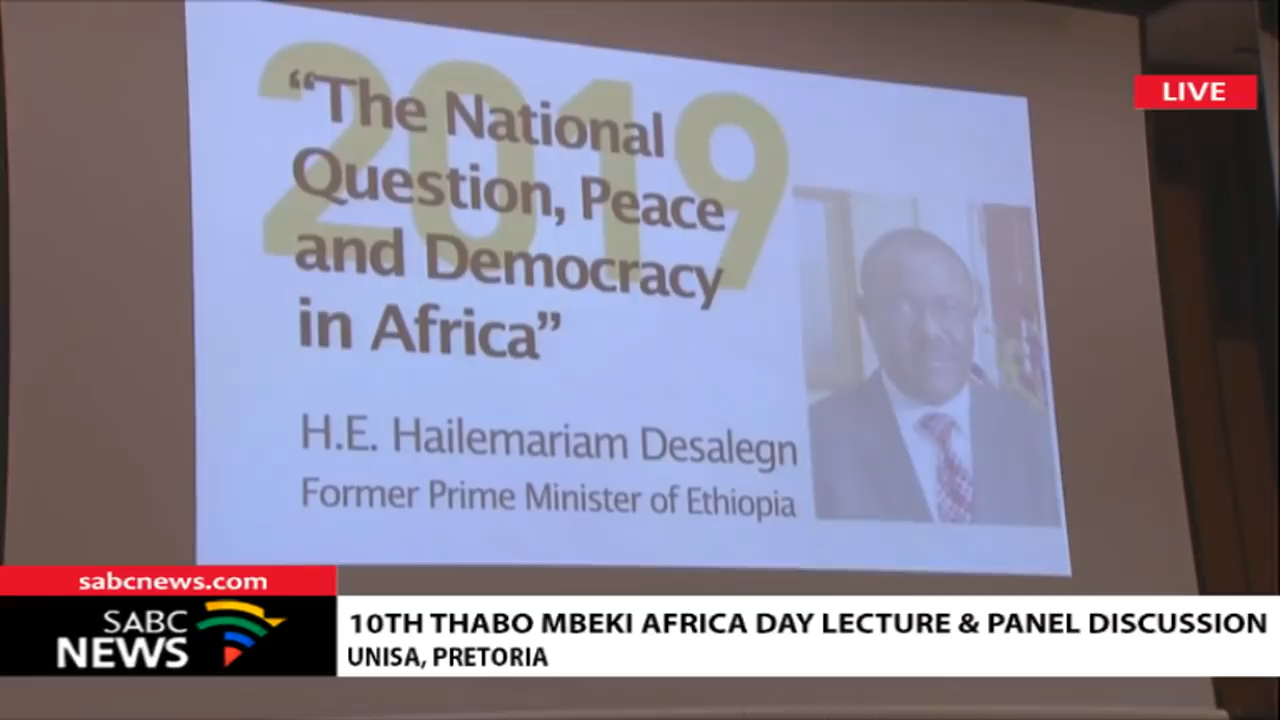 LIVE
2019
“The National
Question, Peace
and Democracy
in Africa”
H.E. Hailemariam Desalegn
Former Prime Minister of Ethiopia
sabcnews.com
SABC
NEWS
10TH THABO MBEKI AFRICA DAY LECTURE & PANEL DISCUSSION
UNISA, PRETORIA